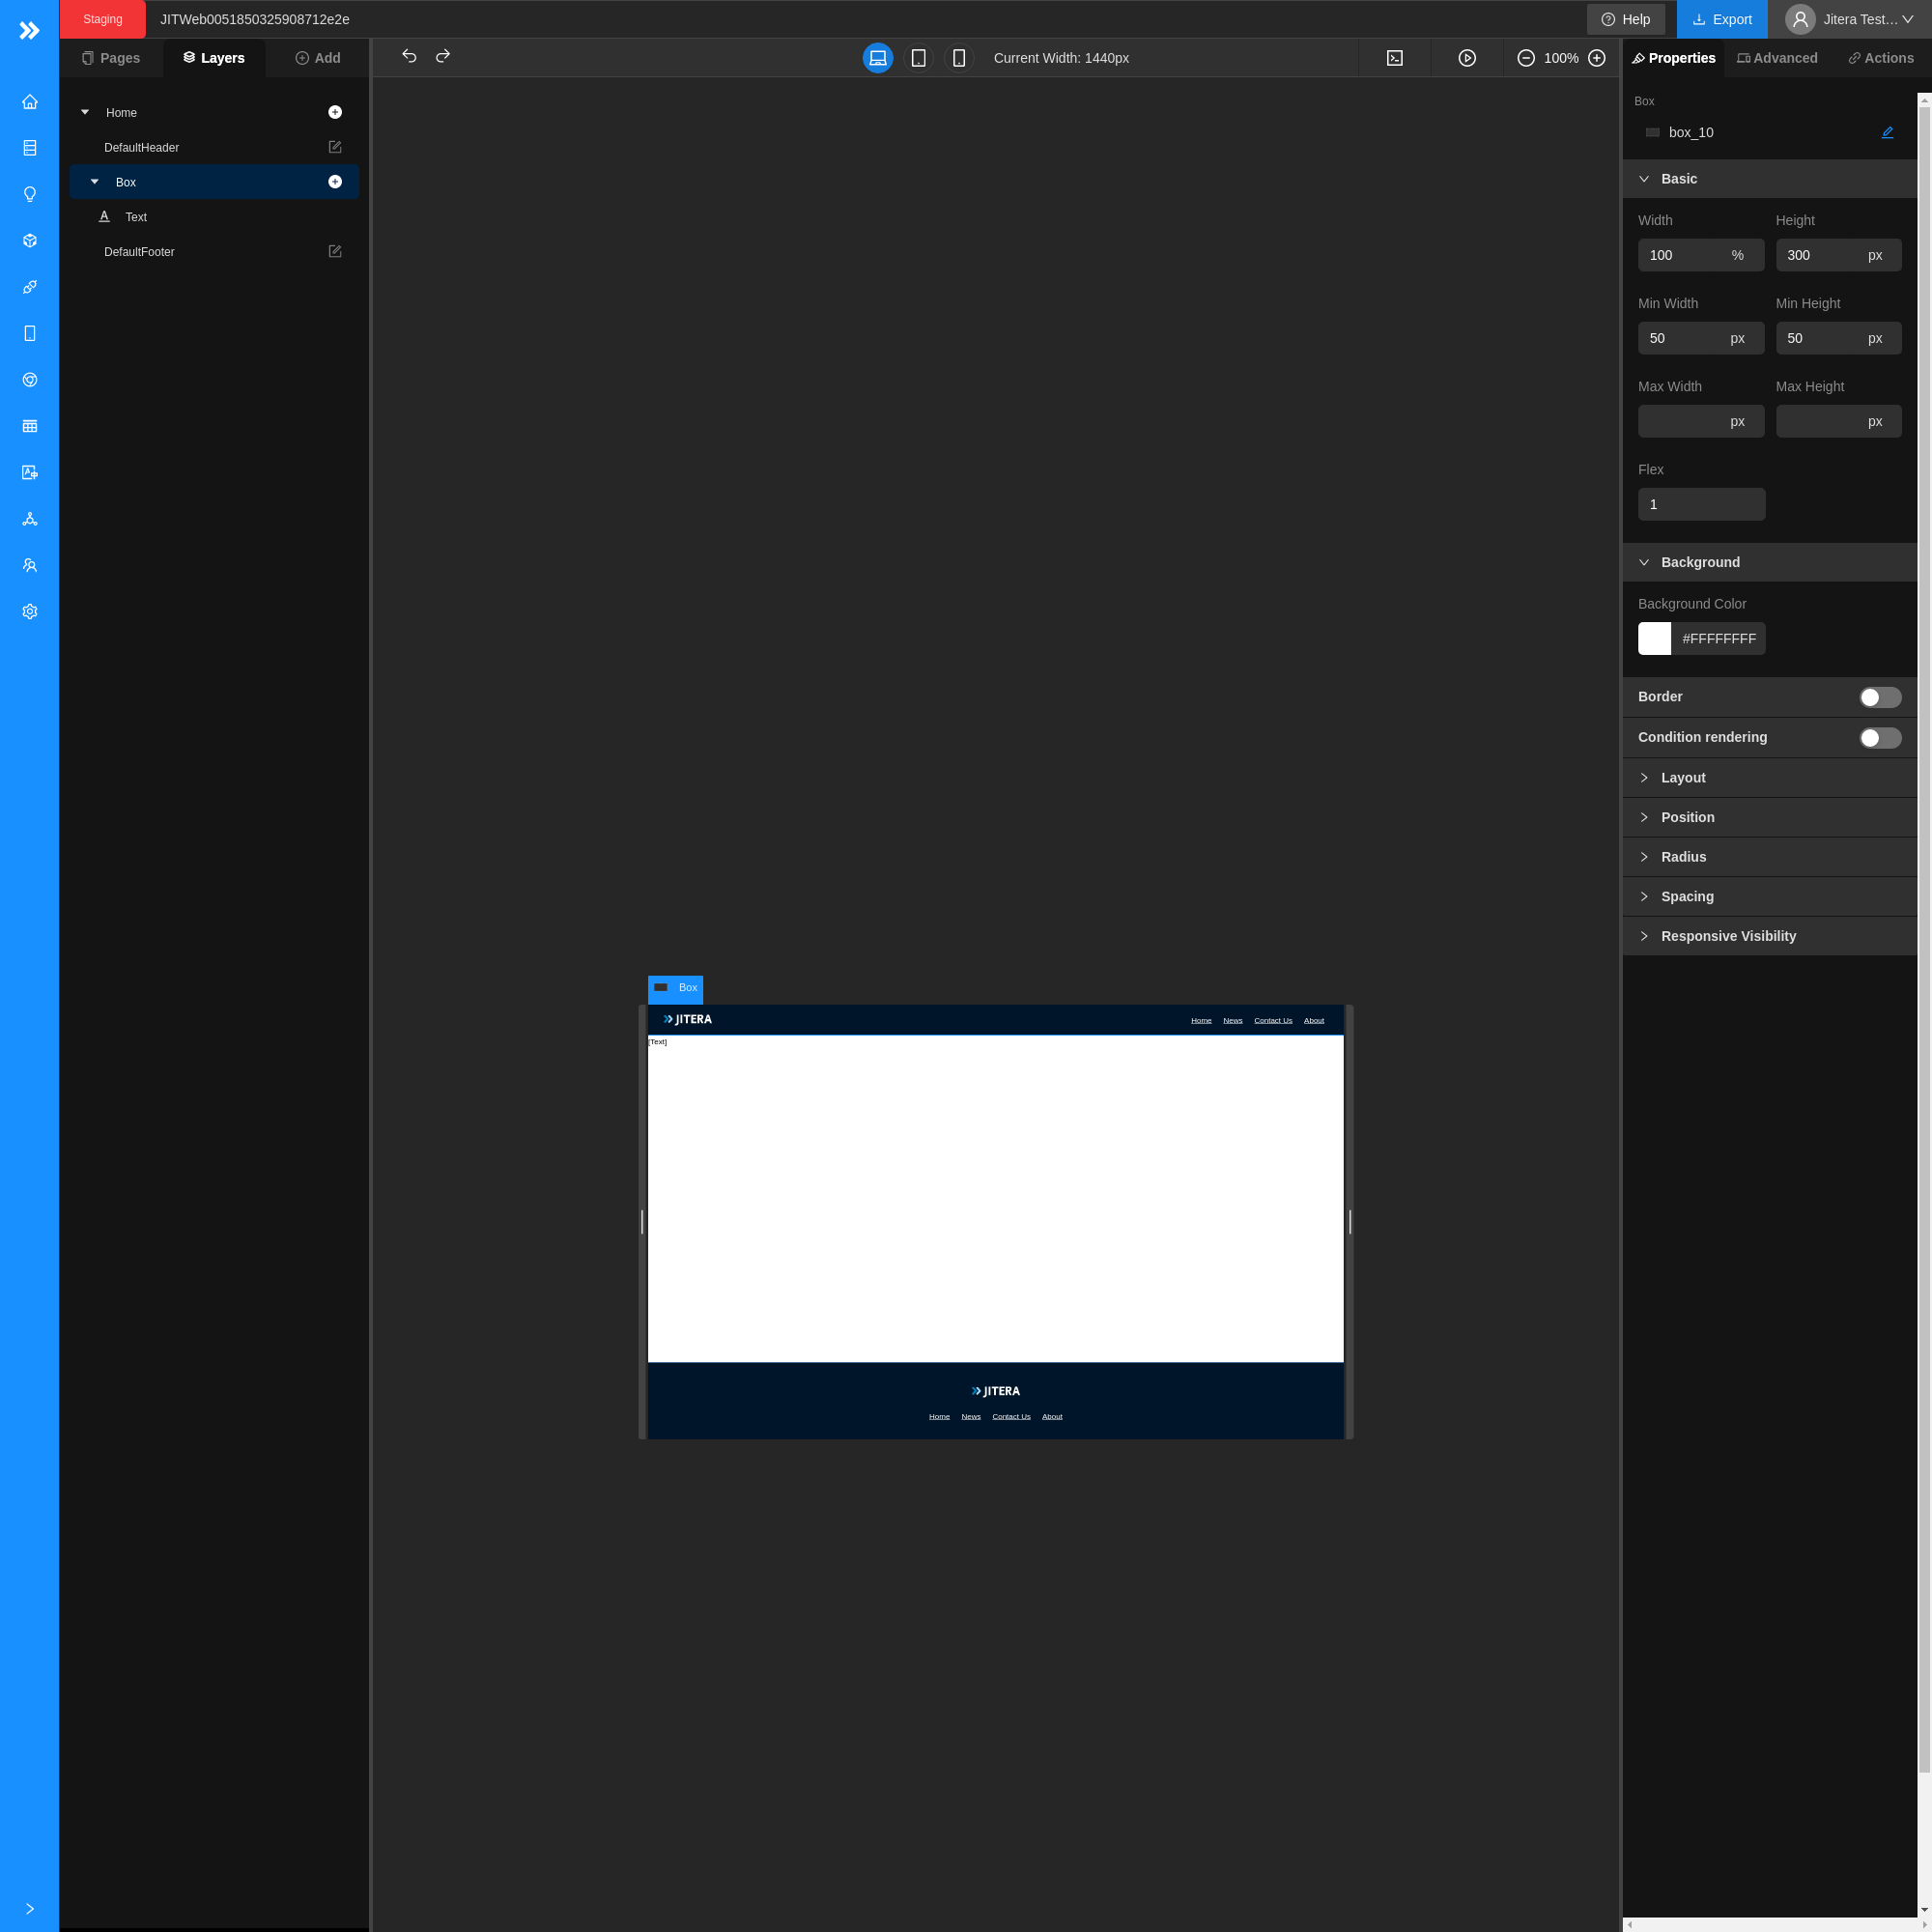 Staging
JITWeb0051850325908712e2e
Help
Export
Jitera Test...
Pages
Layers
Add
Current Width: 1440px
100%
Properties
Advanced
Actions
Home
DefaultHeader
Box
Text
DefaultFooter
Box
JITERA
Home News Contact Us About
[Text]
JITERA
Home News Contact Us About
Box
box_10
Basic
Width Height
100 % 300 px
Min Width Min Height
50 px 50 px
Max Width Max Height
px px
Flex
1
Background
Background Color
#FFFFFFFF
Border
Condition rendering
Layout
Position
Radius
Spacing
Responsive Visibility